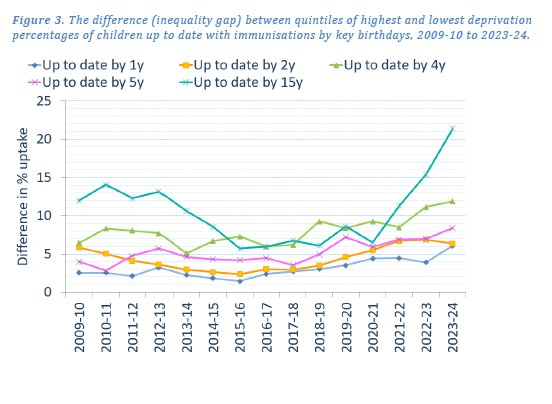 Figure 3. The difference (inequality gap) between quintiles of highest and lowest deprivation
percentages of children up to date with immunisations by key birthdays, 2009-10 to 2023-24.
Up to date by 1y Up to date by 2y Up to date by 4y
Up to date by 5y Up to date by 15y
25
20
15
10
5
0
Difference in % uptake
2009-10 2010-11 2011-12 2012-13 2013-14 2014-15 2015-16 2016-17 2017-18 2018-19 2019-20 2020-21 2021-22 2022-23 2023-24